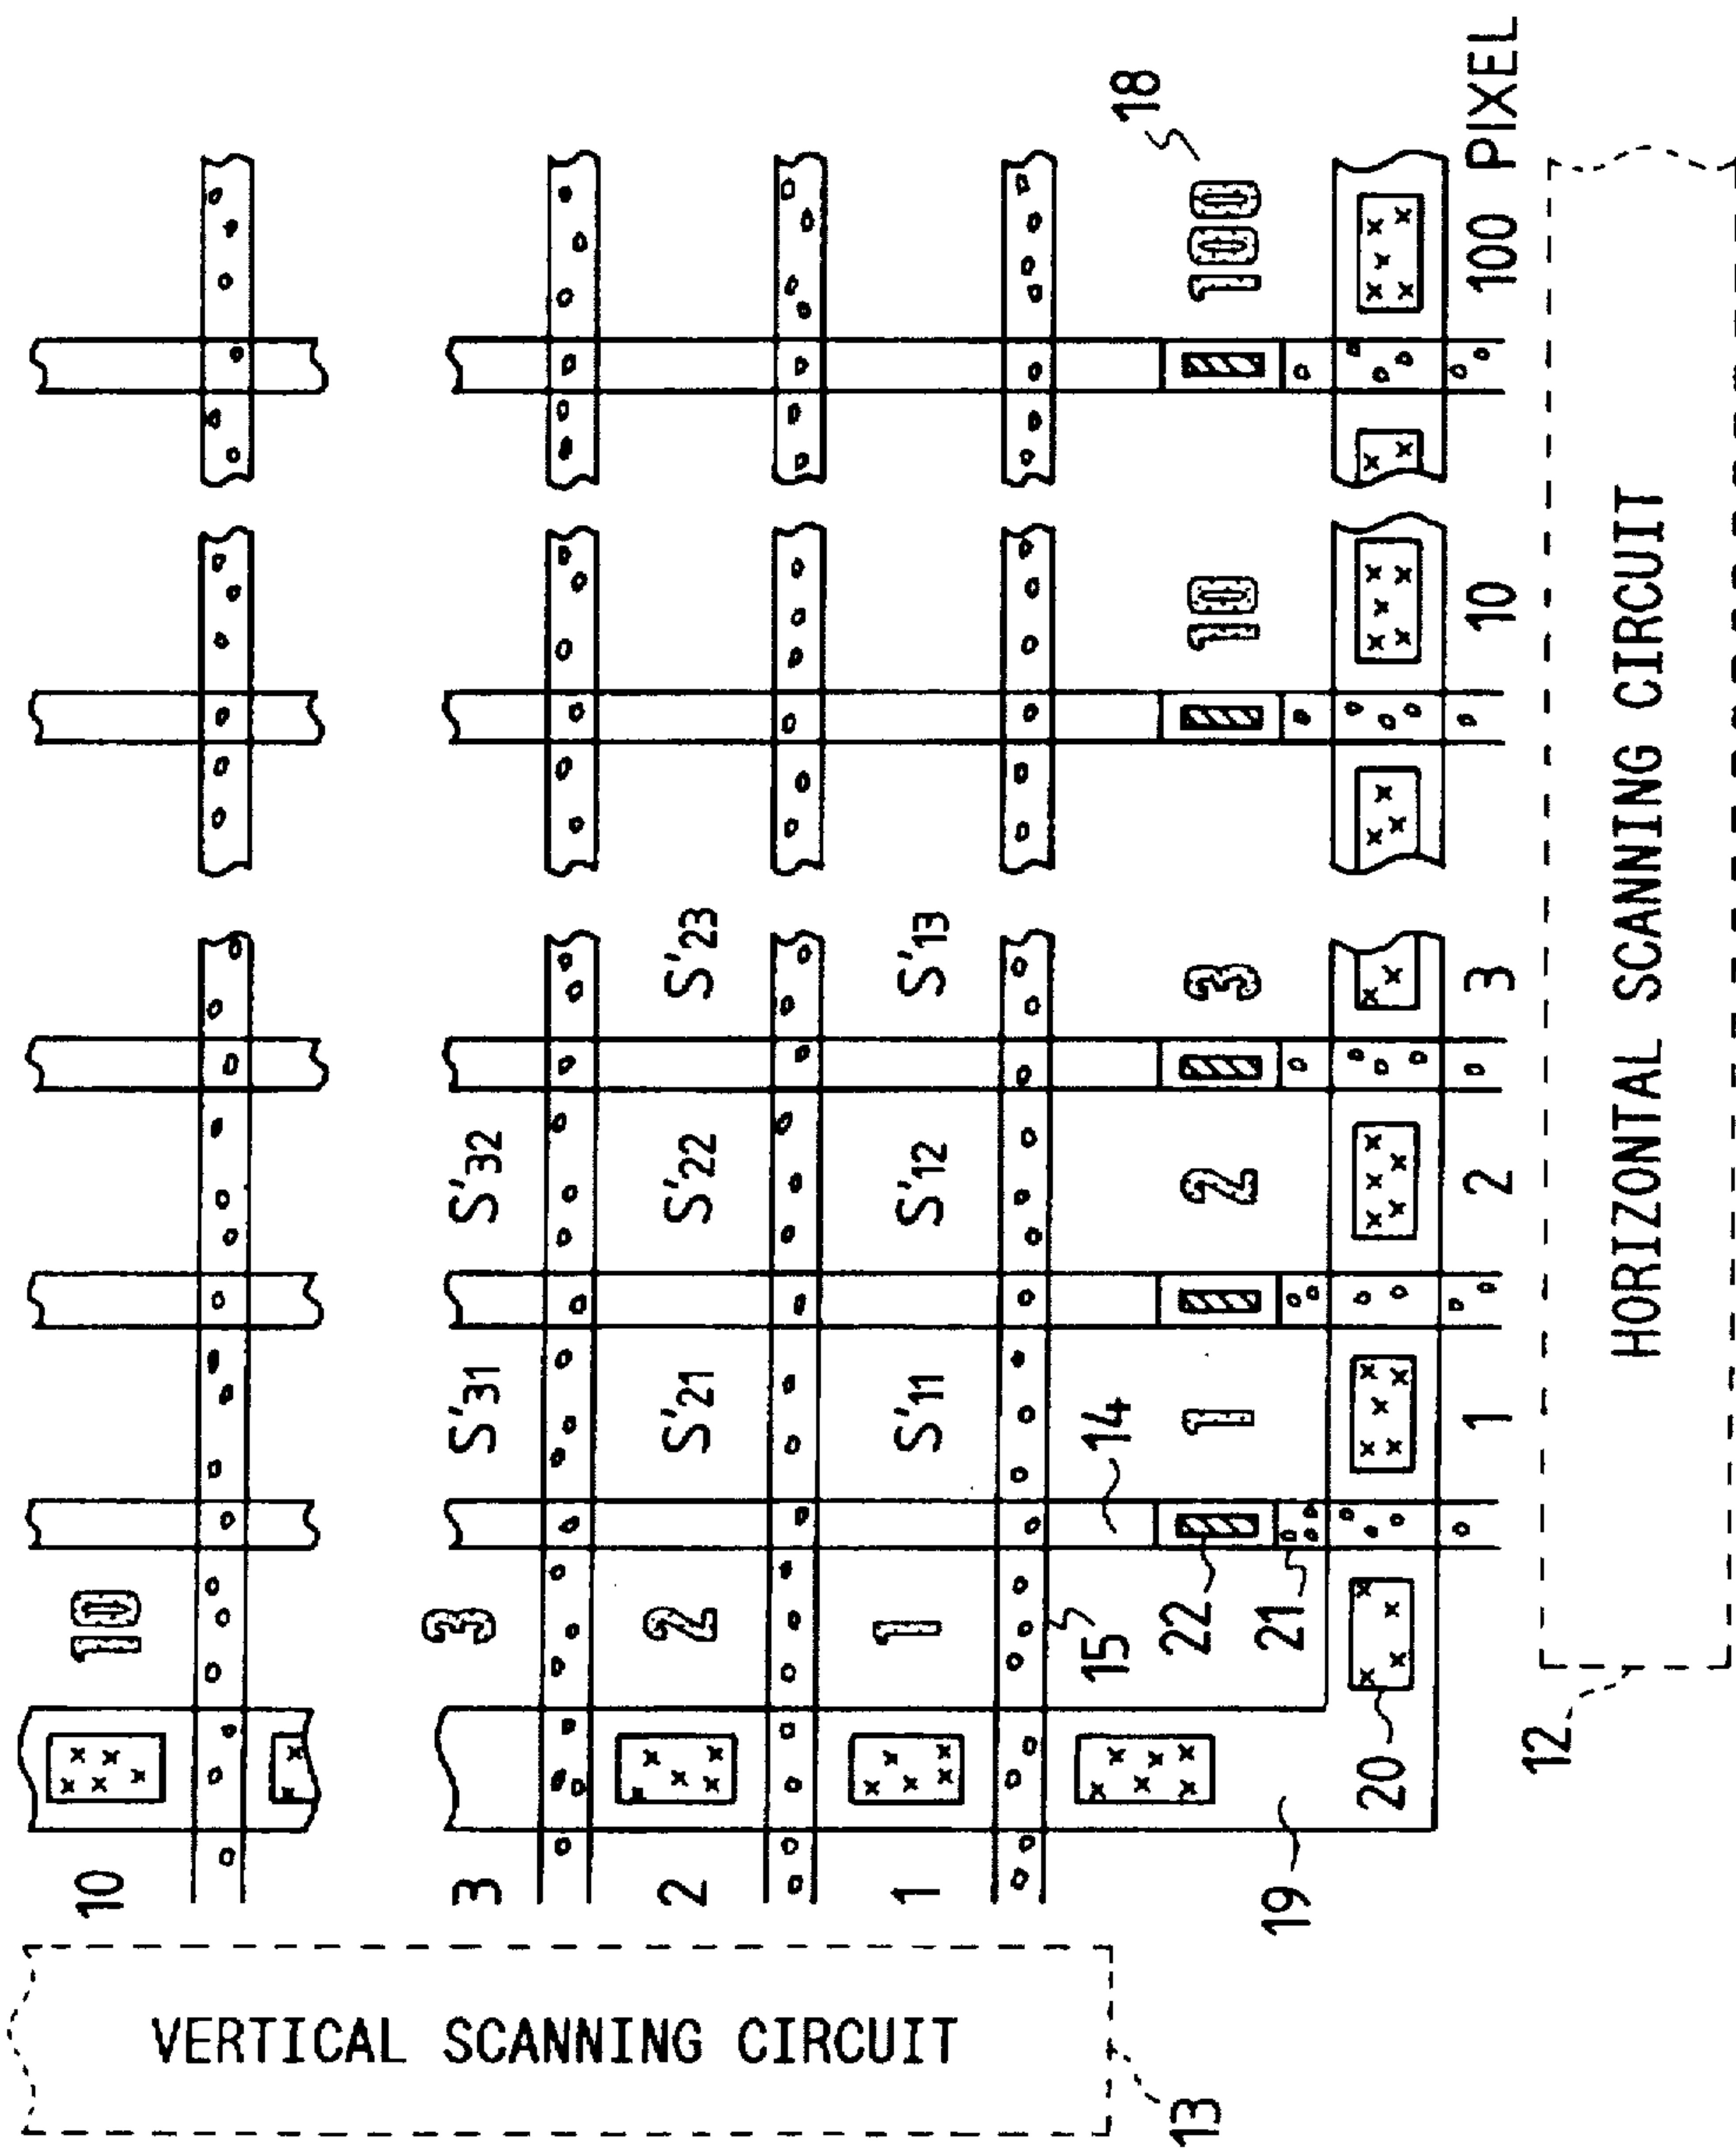 VERTICAL SCANNING CIRCUIT
10 10
3 3 S'31 S'32
2 2 S'21 S'22 S'23
1 1 S'11 S'12 S'13
15 14 18
13 22
1 2 3 10 100
19 21
20
1 2 3 10 100 PIXEL
12
HORIZONTAL SCANNING CIRCUIT